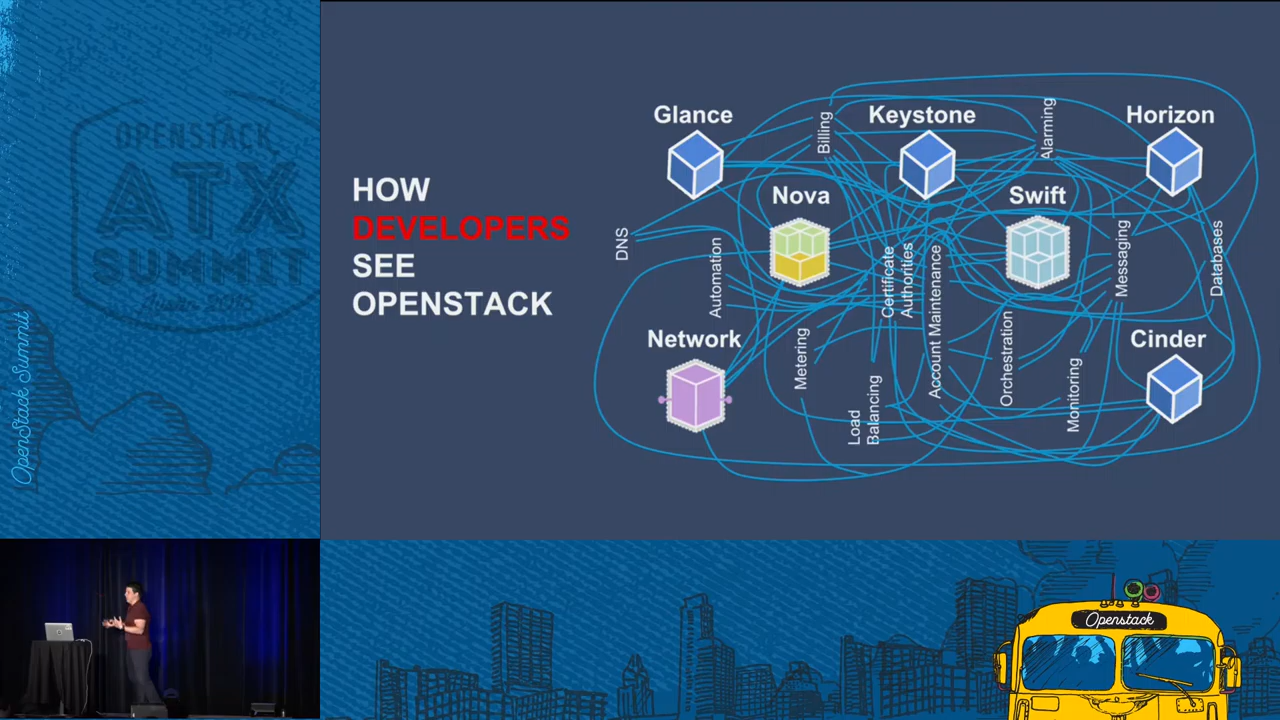 OPENSTACK
ATX
SUMMIT
Austin
OpenStack Summit
HOW
DEVELOPERS
SEE
OPENSTACK
Glance
Keystone
Horizon
Billing
Alarming
Nova
Swift
DNS
Automation
Certificate
Authorities
Account Maintenance
Messaging
Databases
Network
Cinder
Metering
Load
Balancing
Orchestration
Monitoring
Openstack